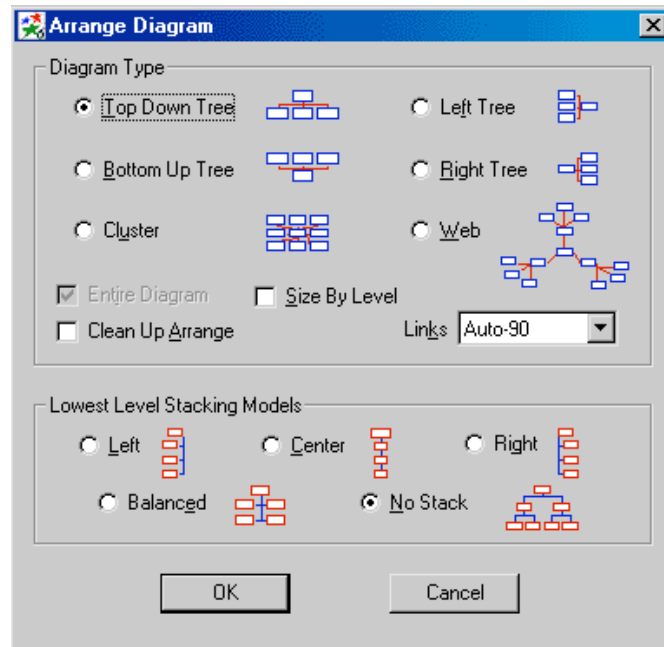 Arrange Diagram
Diagram Type
Top Down Tree
Left Tree
Bottom Up Tree
Right Tree
Cluster
Web
Entire Diagram
Size By Level
Clean Up Arrange
Links Auto-90
Lowest Level Stacking Models
Left
Center
Right
Balanced
No Stack
OK
Cancel